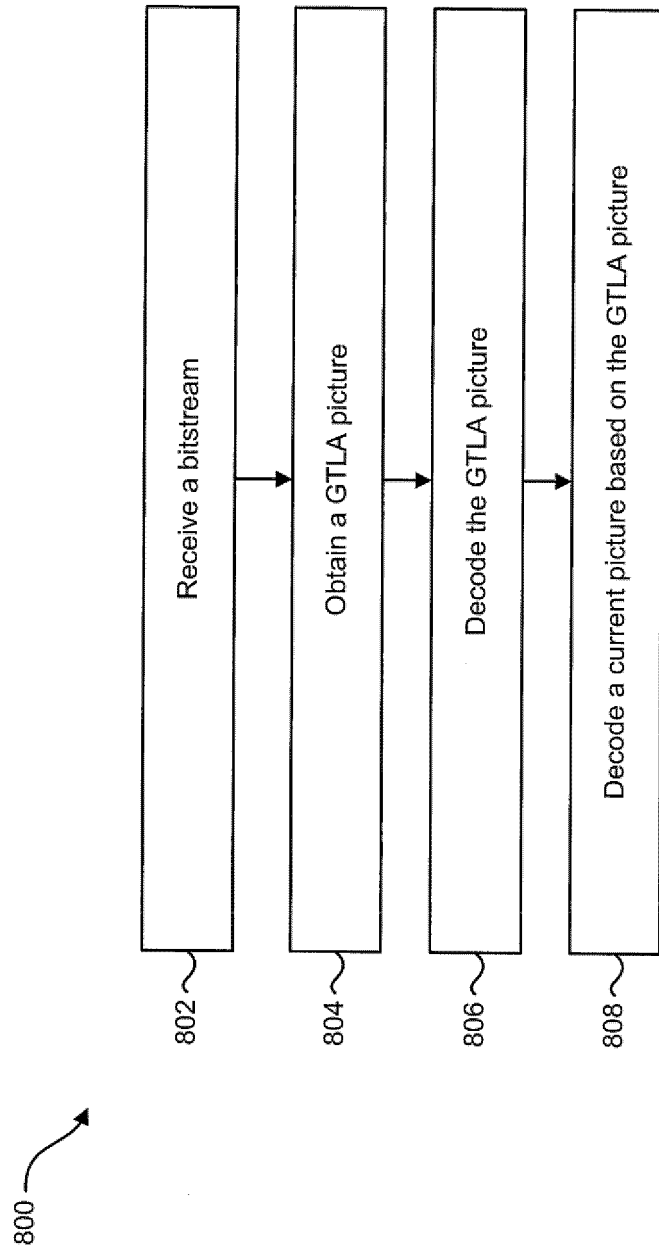 800
802
Receive a bitstream
804
Obtain a GTLA picture
806
Decode the GTLA picture
808
Decode a current picture based on the GTLA picture